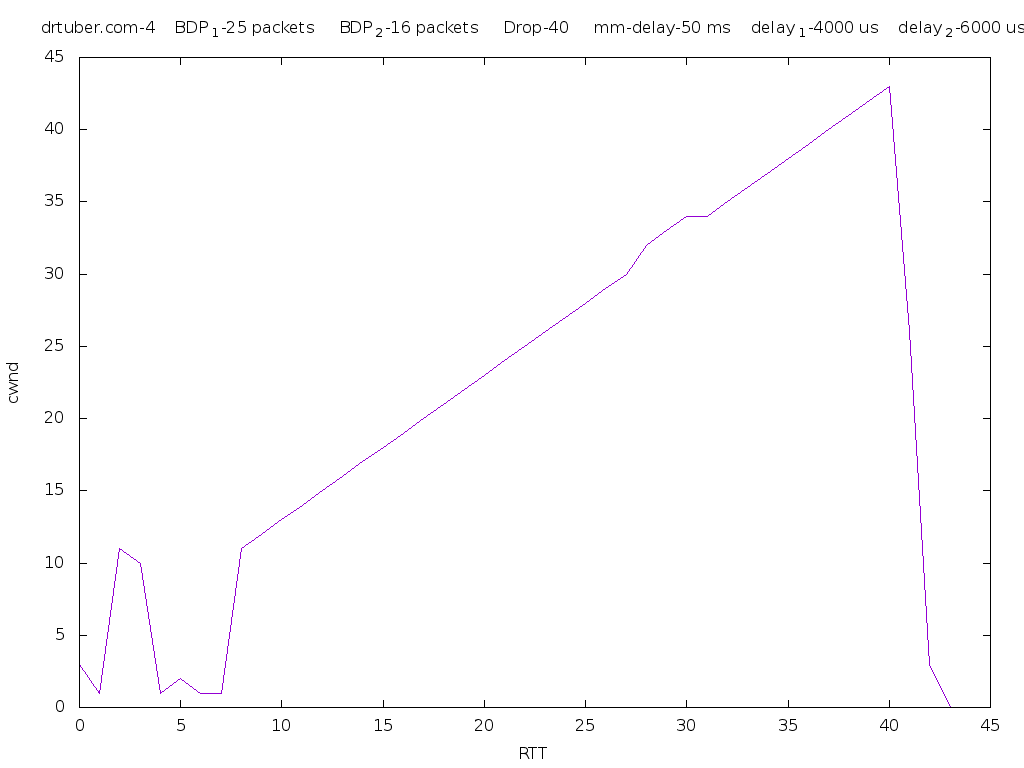 drtuber.com-4 BDP1-25 packets BDP2-16 packets Drop-40 mm-delay-50 ms delay1-4000 us delay2-6000 us
45
40
35
30
25
20
15
10
5
0
cwnd
0 5 10 15 20 25 30 35 40 45
RTT